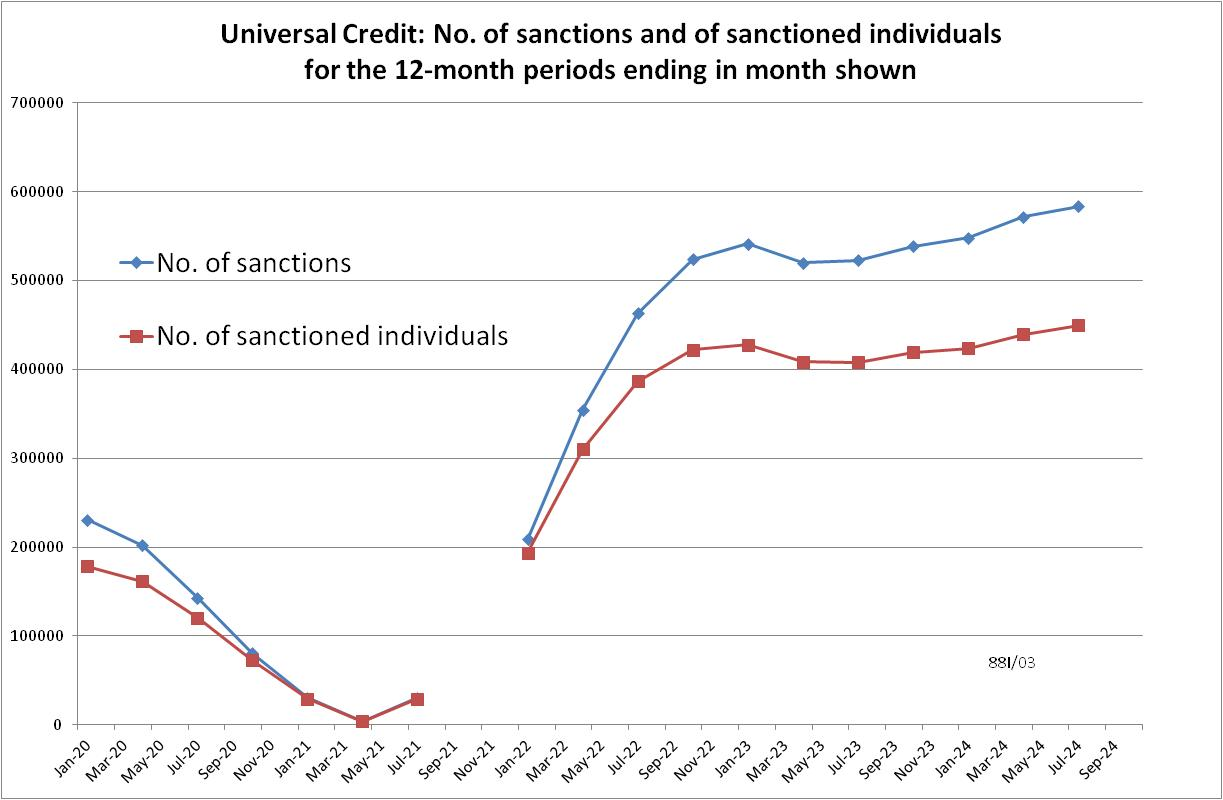 Universal Credit: No. of sanctions and of sanctioned individuals
for the 12-month periods ending in month shown
700000
600000
500000
400000
300000
200000
100000
0
No. of sanctions
No. of sanctioned individuals
88I/03
Jan-20
Mar-20
May-20
Jul-20
Sep-20
Nov-20
Jan-21
Mar-21
May-21
Jul-21
Sep-21
Nov-21
Jan-22
Mar-22
May-22
Jul-22
Sep-22
Nov-22
Jan-23
Mar-23
May-23
Jul-23
Sep-23
Nov-23
Jan-24
Mar-24
May-24
Jul-24
Sep-24